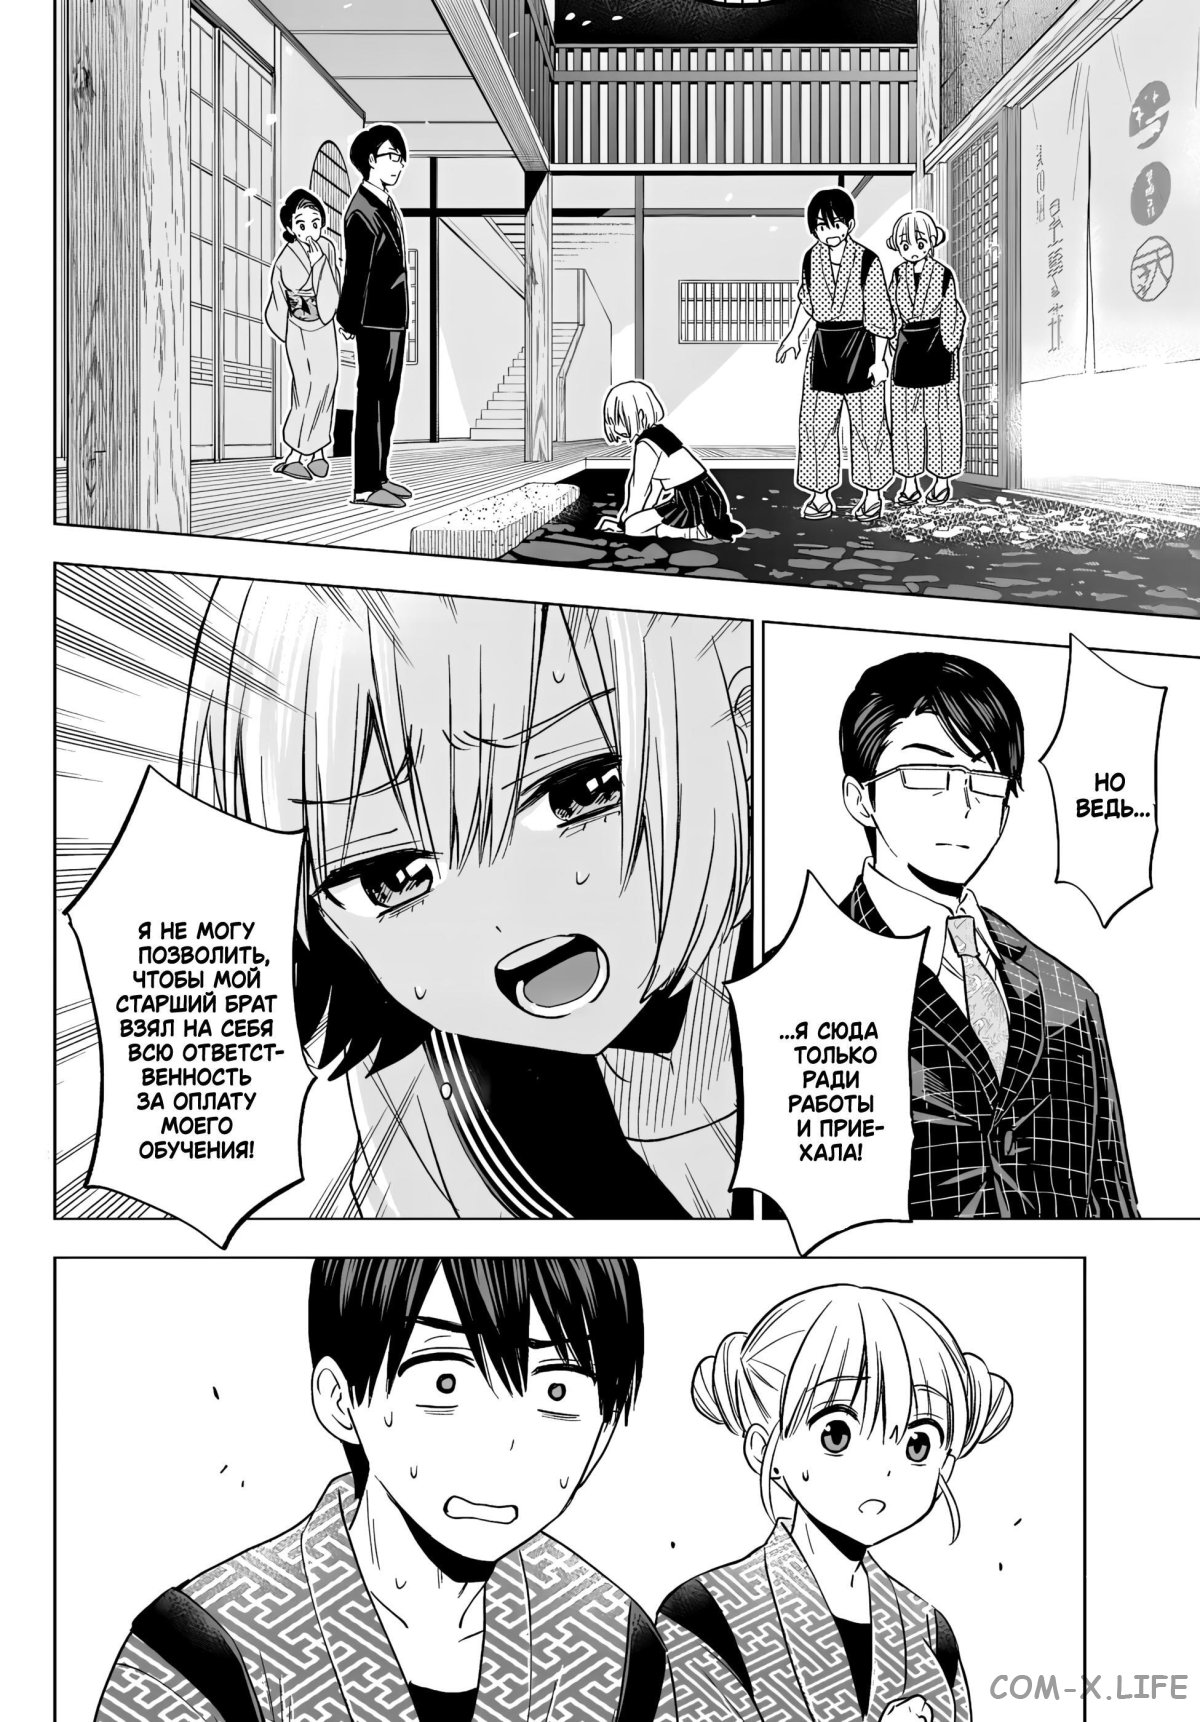 НО
ВЕДЬ...
...Я СЮДА
ТОЛЬКО
РАДИ
РАБОТЫ
И ПРИЕ-
ХАЛА!
Я НЕ МОГУ
ПОЗВОЛИТЬ,
ЧТОБЫ МОЙ
СТАРШИЙ БРАТ
ВЗЯЛ НА СЕБЯ
ВСЮ ОТВЕТСТ-
ВЕННОСТЬ
ЗА ОПЛАТУ
МОЕГО
ОБУЧЕНИЯ!
COM-X.LIFE